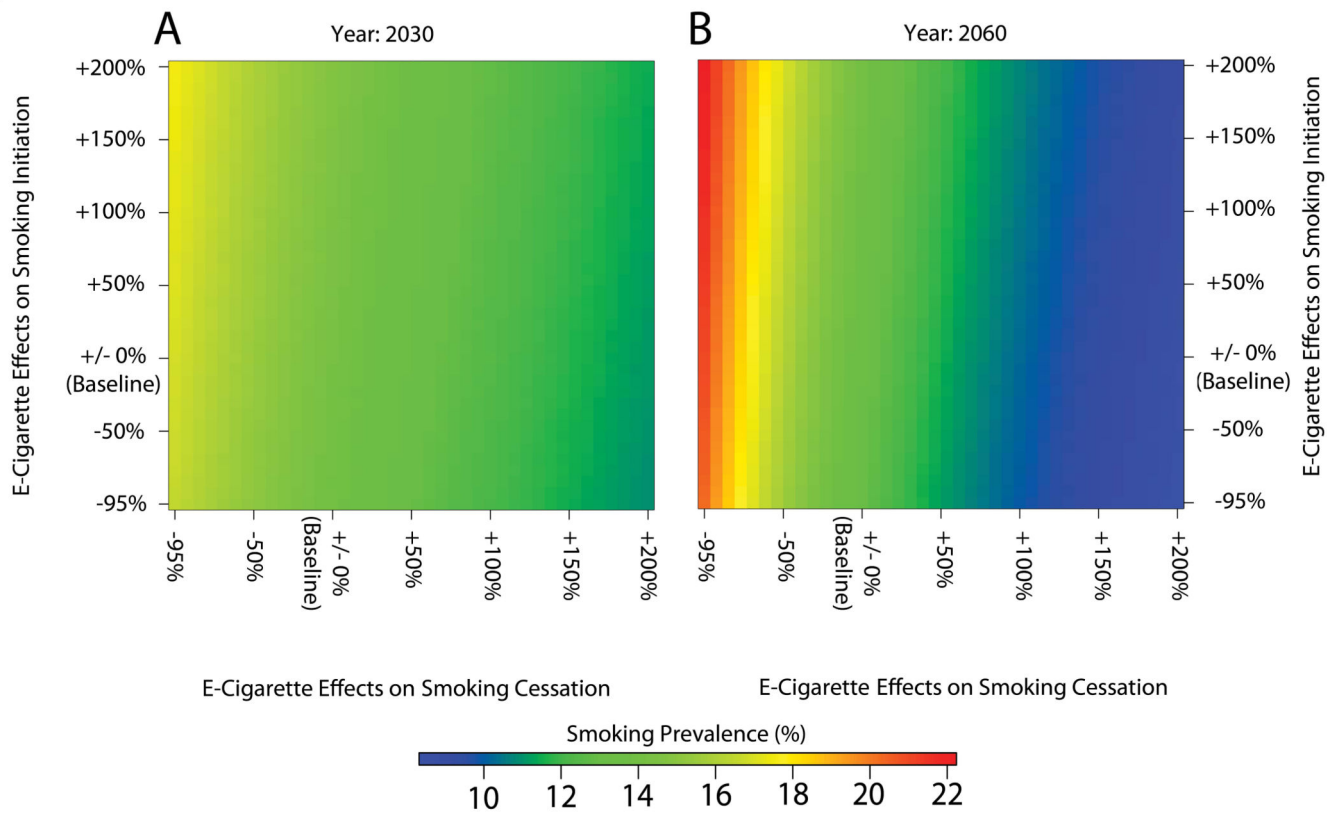 A
Year: 2030
B
Year: 2060
E-Cigarette Effects on Smoking Initiation
+200%
+150%
+100%
+50%
+/- 0%
(Baseline)
-50%
-95%
+200%
+150%
+100%
+50%
+/- 0%
(Baseline)
-50%
-95%
E-Cigarette Effects on Smoking Initiation
-95%
-50%
+/- 0%
(Baseline)
+50%
+100%
+150%
+200%
-95%
-50%
+/- 0%
(Baseline)
+50%
+100%
+150%
+200%
E-Cigarette Effects on Smoking Cessation
E-Cigarette Effects on Smoking Cessation
Smoking Prevalence (%)
10 12 14 16 18 20 22